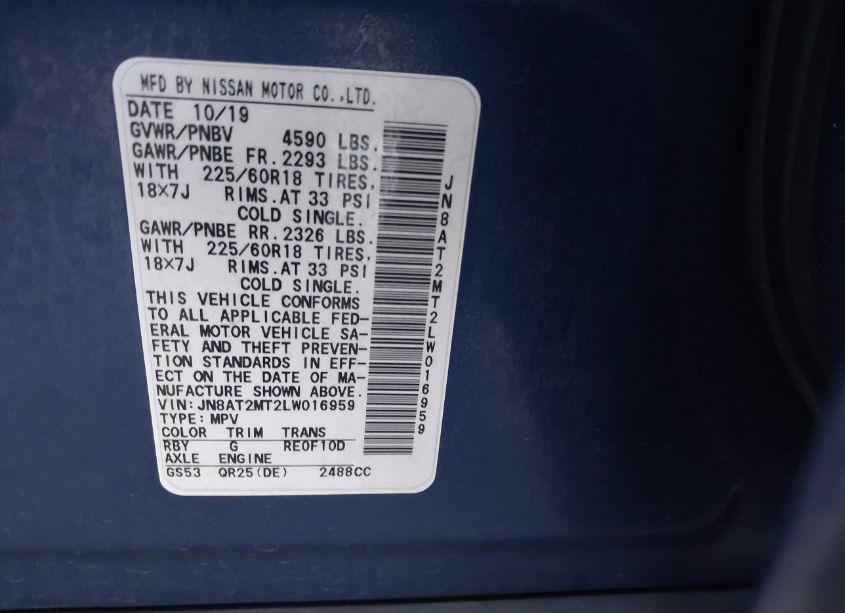 MFD BY NISSAN MOTOR CO.,LTD.
DATE 10/19
GVWR/PNBV 4590 LBS.
GAWR/PNBE FR.2293 LBS.
WITH 225/60R18 TIRES,
18×7J RIMS.AT 33 PSI
COLD SINGLE.
GAWR/PNBE RR.2326 LBS.
WITH 225/60R18 TIRES,
18×7J RIMS.AT 33 PSI
COLD SINGLE.
THIS VEHICLE CONFORMS
TO ALL APPLICABLE FED-
ERAL MOTOR VEHICLE SA-
FETY AND THEFT PREVEN-
TION STANDARDS IN EFF-
ECT ON THE DATE OF MA-
NUFACTURE SHOWN ABOVE.
VIN:JN8AT2MT2LW016959
TYPE:MPV
COLOR TRIM TRANS
RBY G RE0F10D
AXLE ENGINE
GS53 QR25(DE) 2488CC
JN8AT2MT2LW016959